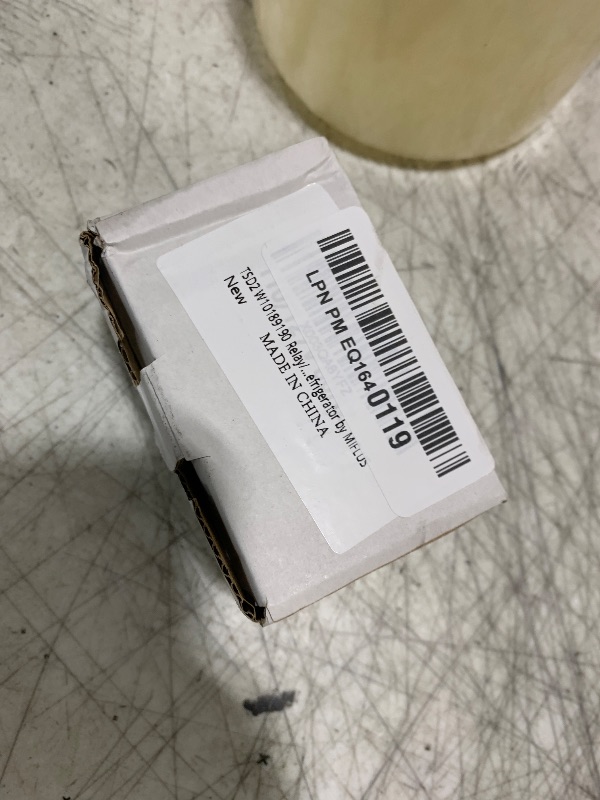 LPN PM EQ1640119
TSD2 W10189190 Relay/...efrigerator by MIFLUS
New
MADE IN CHINA